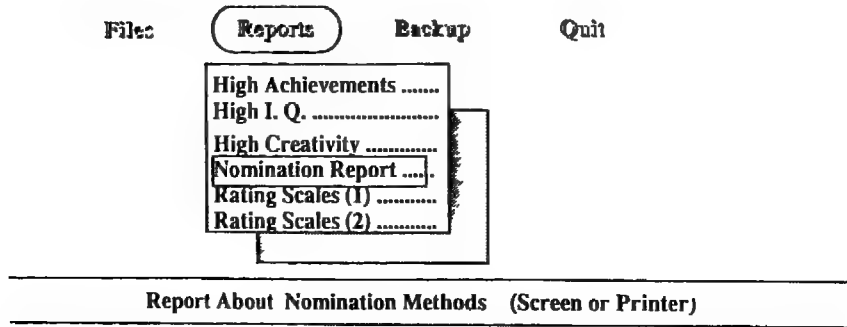 Files Reports Backup Quit
High Achievements .......
High I. Q. ........................
High Creativity .............
Nomination Report ......
Rating Scales (1) ...........
Rating Scales (2) ...........
Report About Nomination Methods (Screen or Printer)